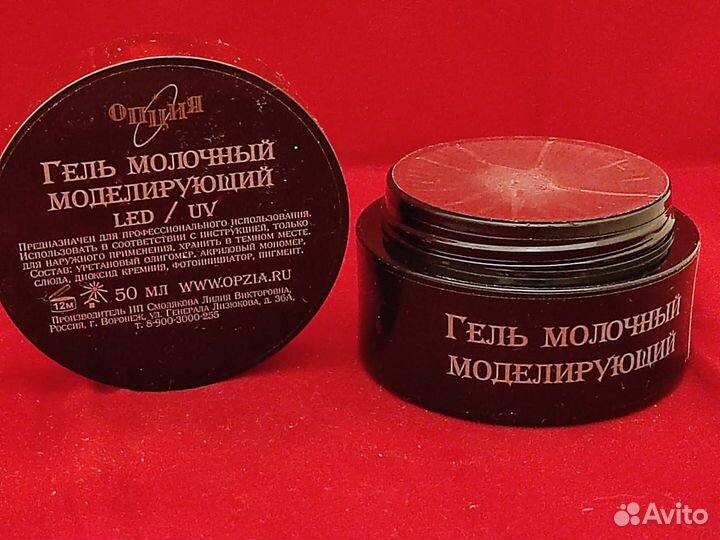 ОПЦИЯ
ГЕЛЬ МОЛОЧНЫЙ
МОДЕЛИРУЮЩИЙ
LED / UV
ПРЕДНАЗНАЧЕН ДЛЯ ПРОФЕССИОНАЛЬНОГО ИСПОЛЬЗОВАНИЯ.
ИСПОЛЬЗОВАТЬ В СООТВЕТСТВИИ С ИНСТРУКЦИЕЙ, ТОЛЬКО
ДЛЯ НАРУЖНОГО ПРИМЕНЕНИЯ, ХРАНИТЬ В ТЕМНОМ МЕСТЕ.
СОСТАВ: УРЕТАНОВЫЙ ОЛИГОМЕР, АКРИЛОВЫЙ МОНОМЕР,
СЛЮДА, ДИОКСИД КРЕМНИЯ, ФОТОИНИЦИАТОР, ПИГМЕНТ.
12М 50 МЛ WWW.OPZIA.RU
ПРОИЗВОДИТЕЛЬ ИП СМОЛЯКОВА ЛИЛИЯ ВИКТОРОВНА,
РОССИЯ, Г. ВОРОНЕЖ, УЛ. ГЕНЕРАЛА ЛИЗЮКОВА, Д. 36А,
Т. 8-900-3000-255
ГЕЛЬ МОЛОЧНЫЙ
МОДЕЛИРУЮЩИЙ
Avito